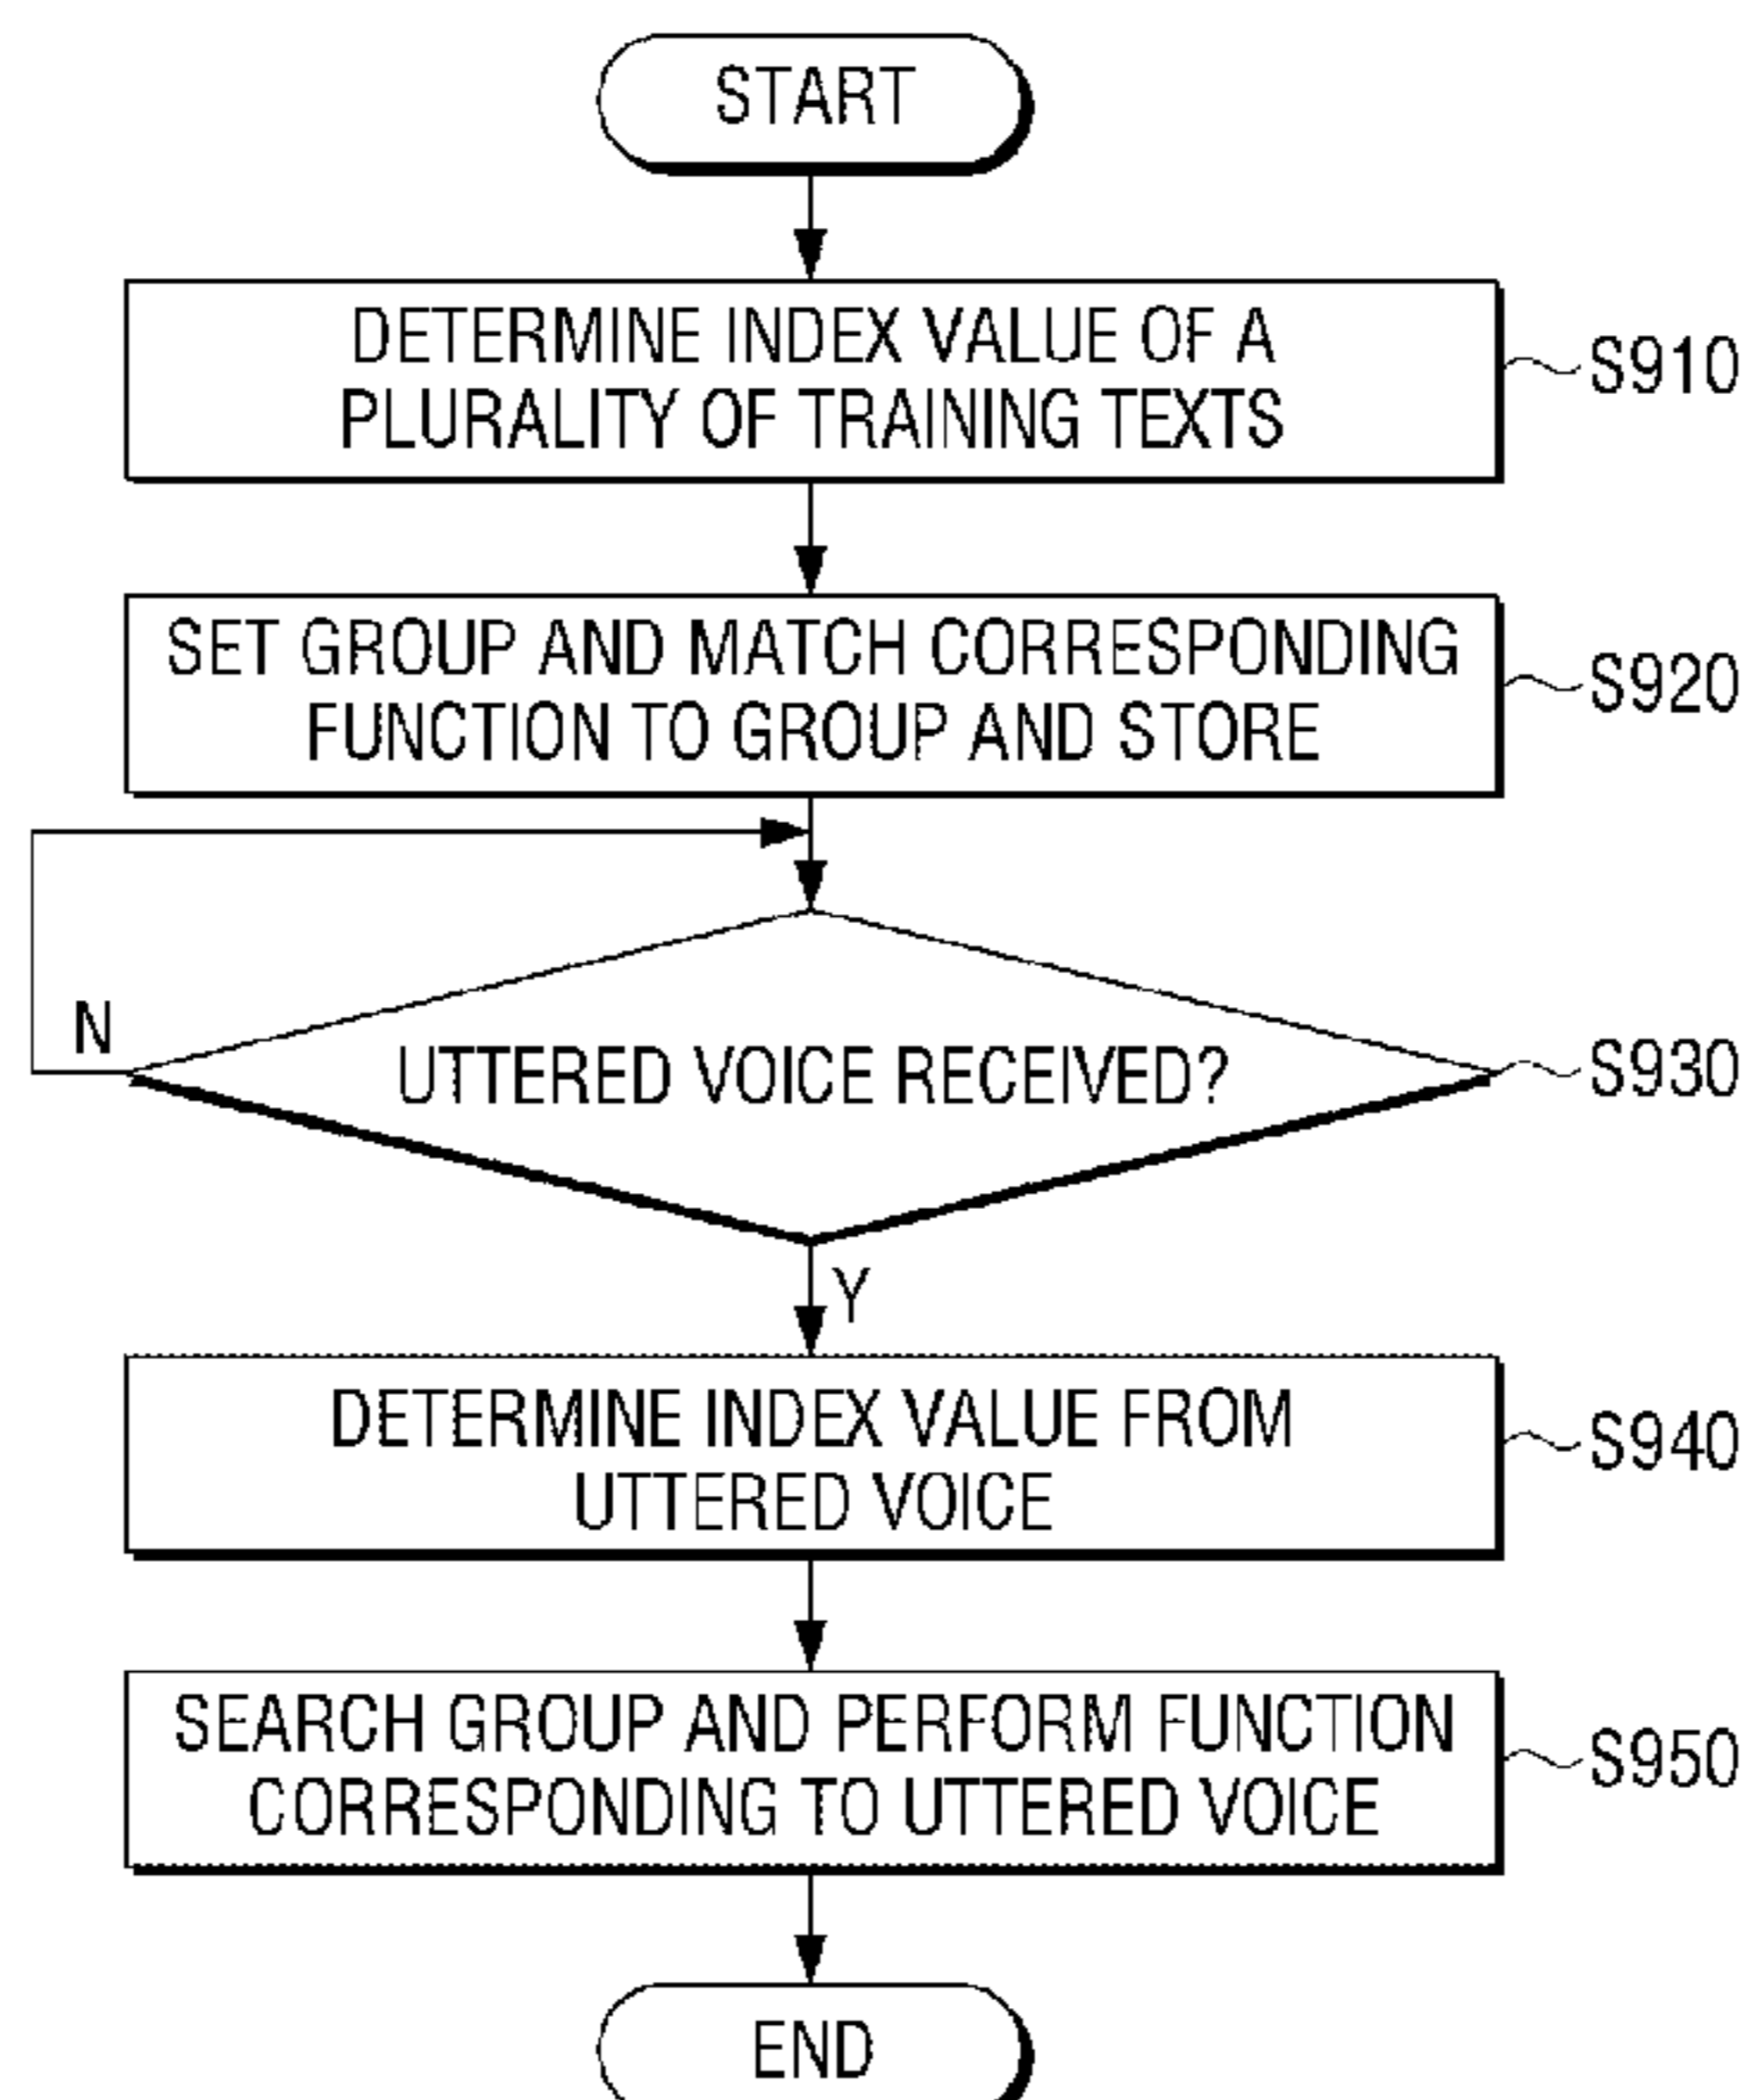 START
DETERMINE INDEX VALUE OF A
PLURALITY OF TRAINING TEXTS
S910
SET GROUP AND MATCH CORRESPONDING
FUNCTION TO GROUP AND STORE
S920
N
UTTERED VOICE RECEIVED?
S930
Y
DETERMINE INDEX VALUE FROM
UTTERED VOICE
S940
SEARCH GROUP AND PERFORM FUNCTION
CORRESPONDING TO UTTERED VOICE
S950
END